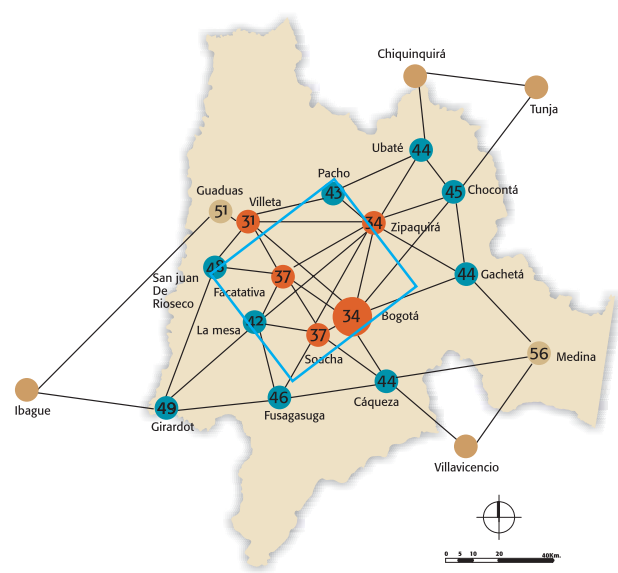 Chiquinquirá
Tunja
Ubaté
44
Pacho
43
45
Chocontá
Guaduas
51
Villeta
31
34
Zipaquirá
48
San juan
De
Rioseco
37
Facatativa
44
Gachetá
42
La mesa
34
Bogotá
37
Soacha
56
Medina
44
Cáqueza
46
Fusagasuga
49
Girardot
Ibague
Villavicencio
0 5 10 20 40Km.